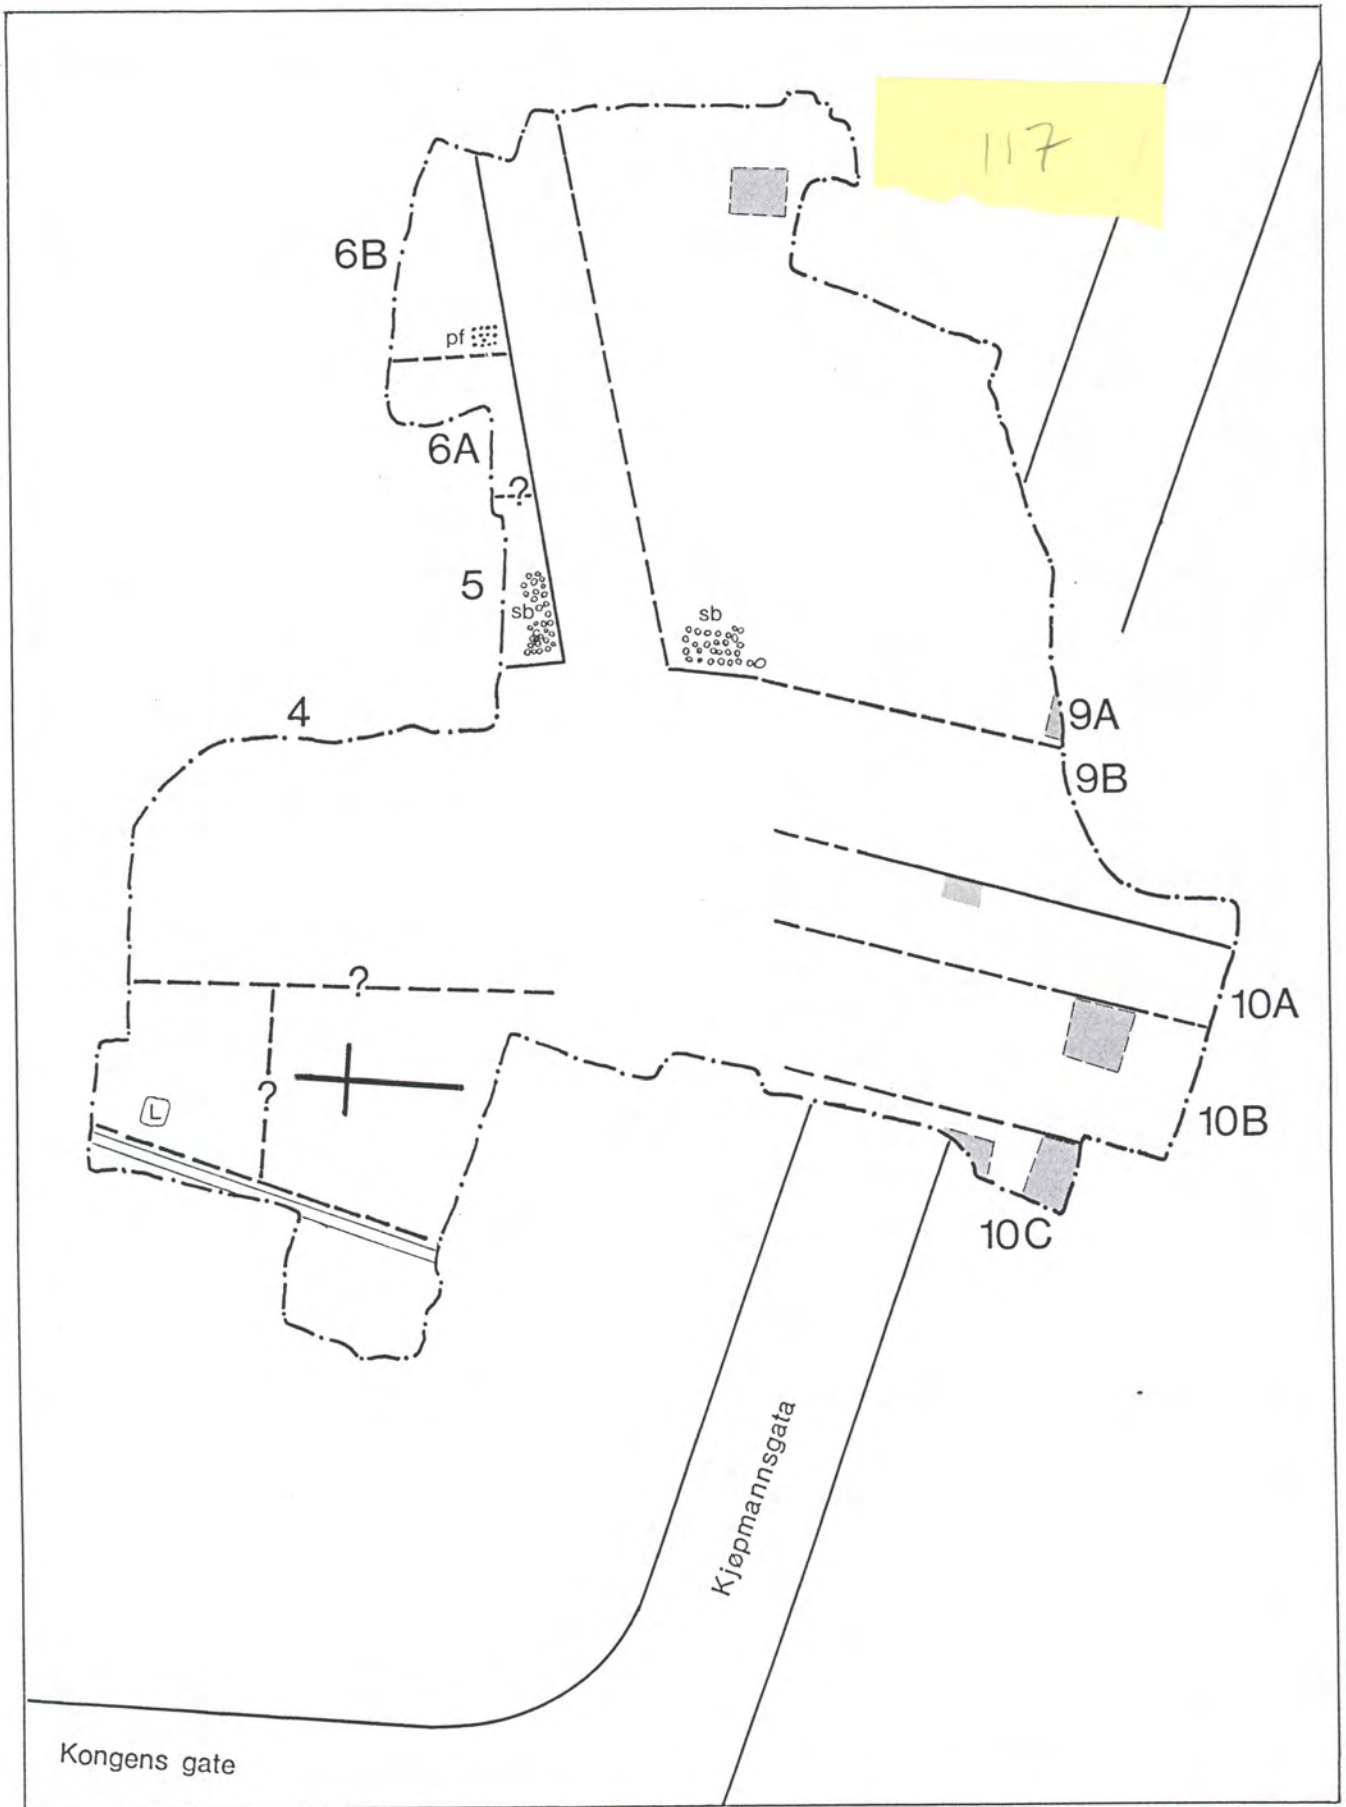 117
6B
pf
6A
?
5
sb
sb
4
9A
9B
?
10A
?
L
10B
10C
Kjøpmannsgata
Kongens gate